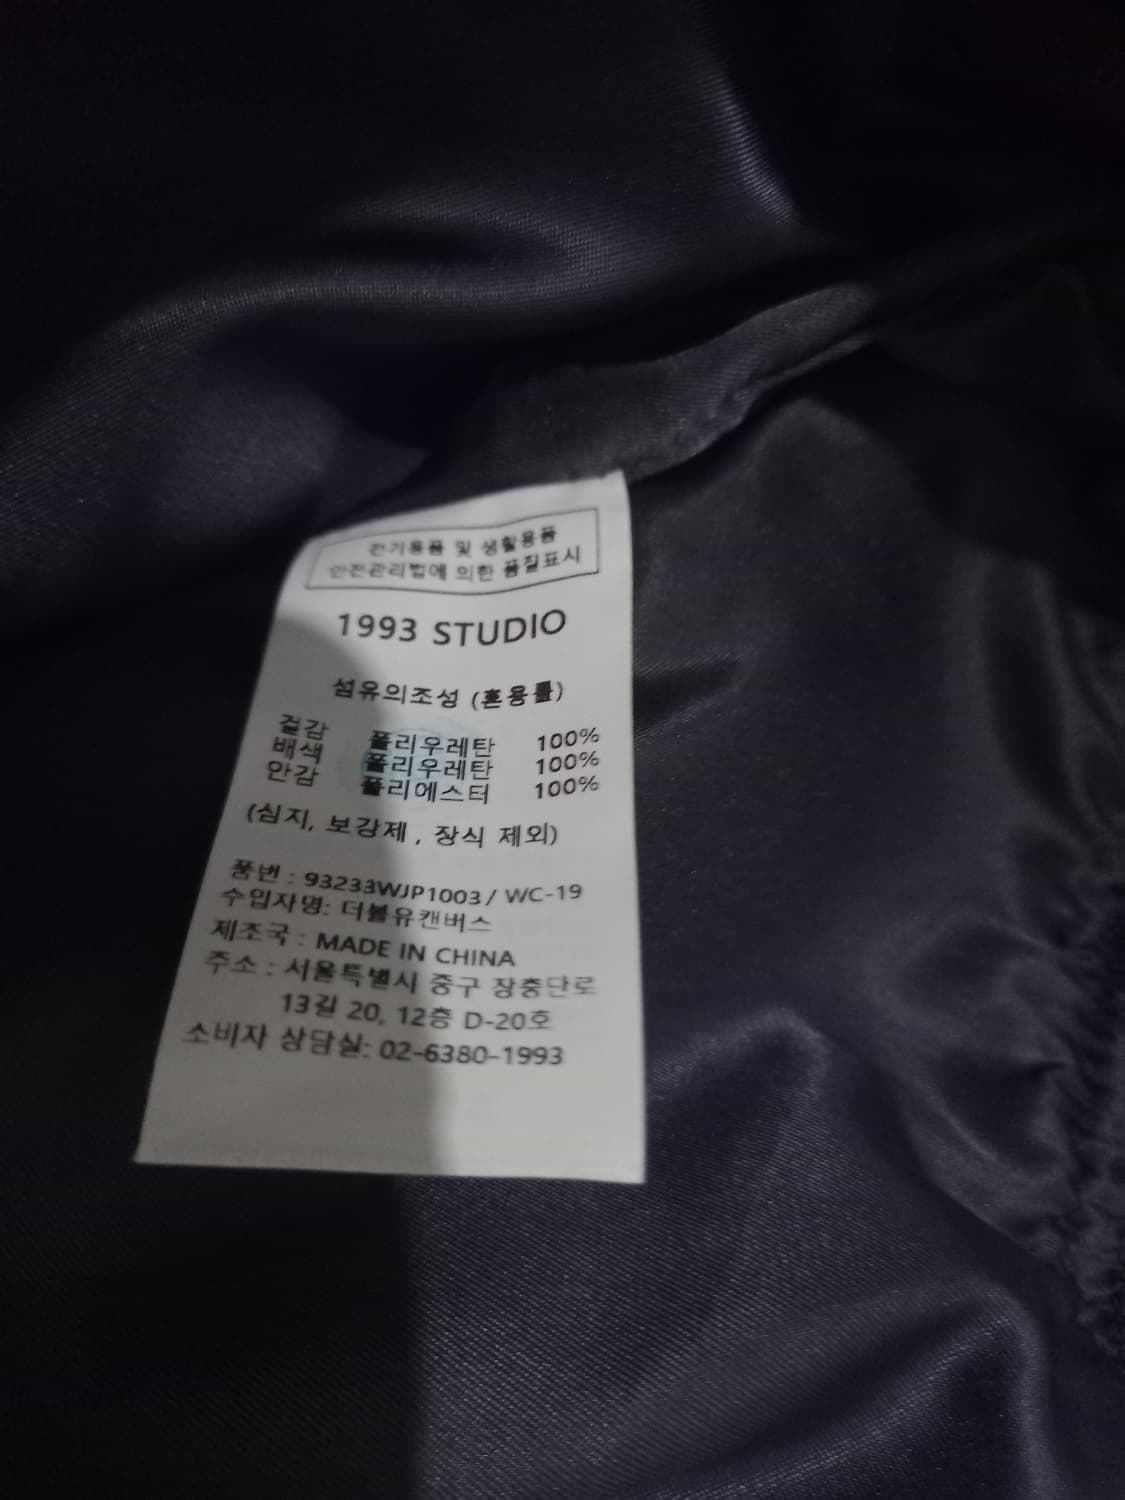 전기용품 및 생활용품
안전관리법에 의한 품질표시
1993 STUDIO
섬유의조성 (혼용률)
겉감 폴리우레탄 100%
배색 폴리우레탄 100%
안감 폴리에스터 100%
(심지, 보강제 , 장식 제외)
품번 : 93233WJP1003 / WC-19
수입자명: 더블유캔버스
제조국 : MADE IN CHINA
주소 : 서울특별시 중구 장충단로
13길 20, 12층 D-20호
소비자 상담실: 02-6380-1993